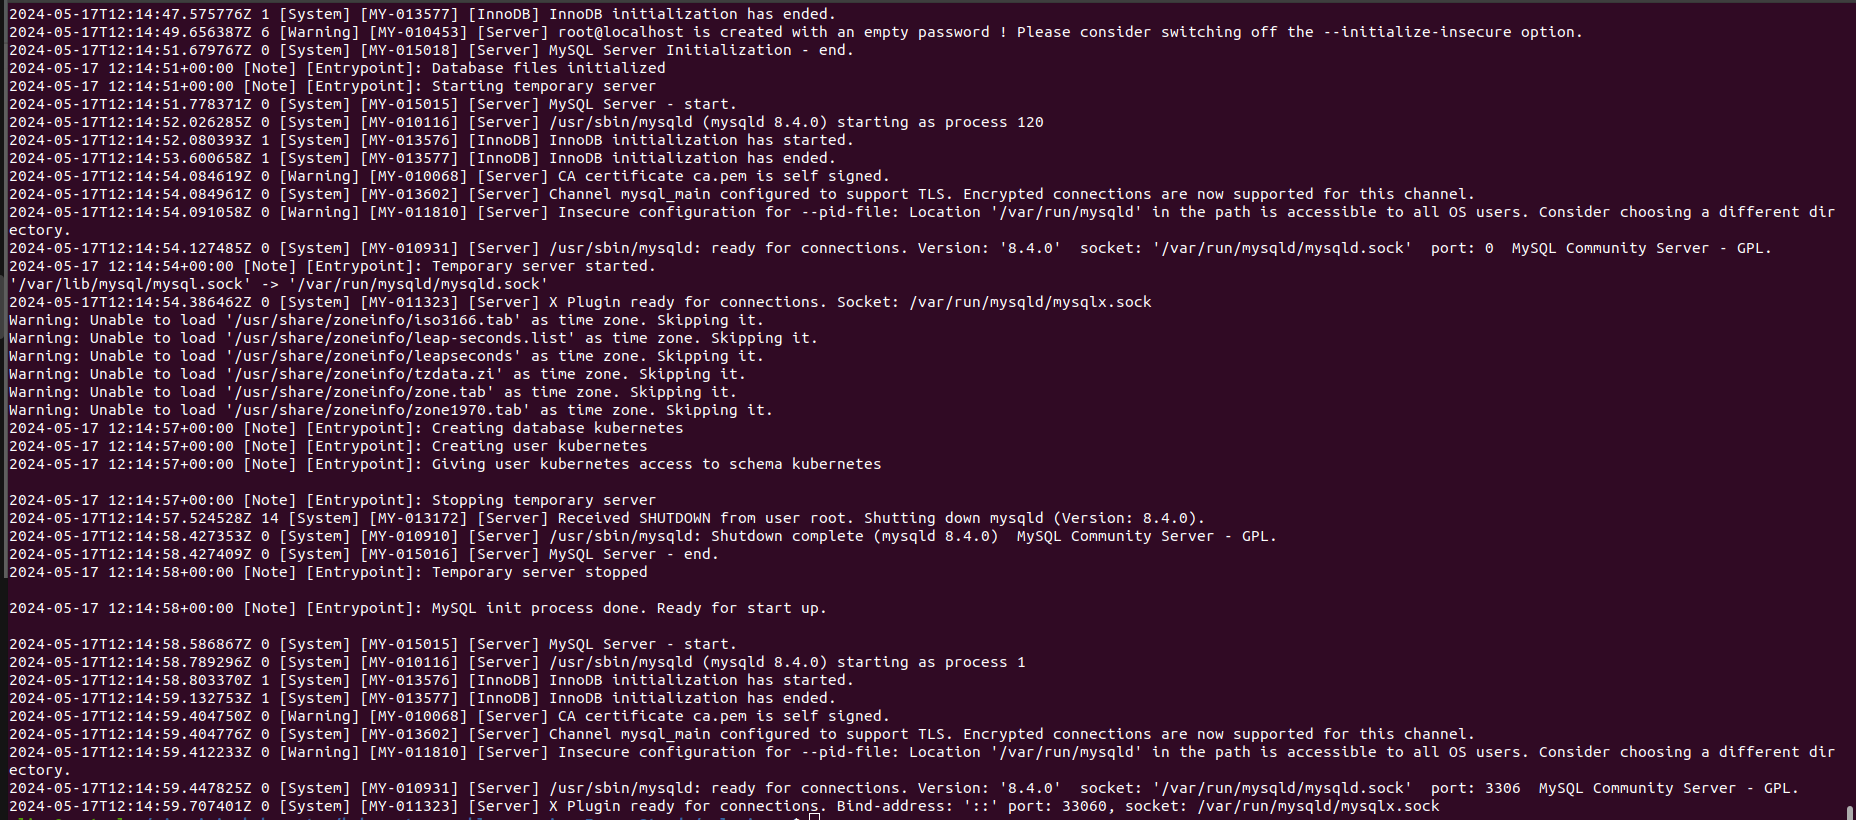 2024-05-17T12:14:47.575776Z 1 [System] [MY-013577] [InnoDB] InnoDB initialization has ended.
2024-05-17T12:14:49.656387Z 6 [Warning] [MY-010453] [Server] root@localhost is created with an empty password ! Please consider switching off the --initialize-insecure option.
2024-05-17T12:14:51.679767Z 0 [System] [MY-015018] [Server] MySQL Server Initialization - end.
2024-05-17 12:14:51+00:00 [Note] [Entrypoint]: Database files initialized
2024-05-17 12:14:51+00:00 [Note] [Entrypoint]: Starting temporary server
2024-05-17T12:14:51.778371Z 0 [System] [MY-015015] [Server] MySQL Server - start.
2024-05-17T12:14:52.026285Z 0 [System] [MY-010116] [Server] /usr/sbin/mysqld (mysqld 8.4.0) starting as process 120
2024-05-17T12:14:52.080393Z 1 [System] [MY-013576] [InnoDB] InnoDB initialization has started.
2024-05-17T12:14:53.600658Z 1 [System] [MY-013577] [InnoDB] InnoDB initialization has ended.
2024-05-17T12:14:54.084619Z 0 [Warning] [MY-010068] [Server] CA certificate ca.pem is self signed.
2024-05-17T12:14:54.084961Z 0 [System] [MY-013602] [Server] Channel mysql_main configured to support TLS. Encrypted connections are now supported for this channel.
2024-05-17T12:14:54.091058Z 0 [Warning] [MY-011810] [Server] Insecure configuration for --pid-file: Location '/var/run/mysqld' in the path is accessible to all OS users. Consider choosing a different dir
ectory.
2024-05-17T12:14:54.127485Z 0 [System] [MY-010931] [Server] /usr/sbin/mysqld: ready for connections. Version: '8.4.0'  socket: '/var/run/mysqld/mysqld.sock'  port: 0  MySQL Community Server - GPL.
2024-05-17 12:14:54+00:00 [Note] [Entrypoint]: Temporary server started.
'/var/lib/mysql/mysql.sock' -> '/var/run/mysqld/mysqld.sock'
2024-05-17T12:14:54.386462Z 0 [System] [MY-011323] [Server] X Plugin ready for connections. Socket: /var/run/mysqld/mysqlx.sock
Warning: Unable to load '/usr/share/zoneinfo/iso3166.tab' as time zone. Skipping it.
Warning: Unable to load '/usr/share/zoneinfo/leap-seconds.list' as time zone. Skipping it.
Warning: Unable to load '/usr/share/zoneinfo/leapseconds' as time zone. Skipping it.
Warning: Unable to load '/usr/share/zoneinfo/tzdata.zi' as time zone. Skipping it.
Warning: Unable to load '/usr/share/zoneinfo/zone.tab' as time zone. Skipping it.
Warning: Unable to load '/usr/share/zoneinfo/zone1970.tab' as time zone. Skipping it.
2024-05-17 12:14:57+00:00 [Note] [Entrypoint]: Creating database kubernetes
2024-05-17 12:14:57+00:00 [Note] [Entrypoint]: Creating user kubernetes
2024-05-17 12:14:57+00:00 [Note] [Entrypoint]: Giving user kubernetes access to schema kubernetes
2024-05-17 12:14:57+00:00 [Note] [Entrypoint]: Stopping temporary server
2024-05-17T12:14:57.524528Z 14 [System] [MY-013172] [Server] Received SHUTDOWN from user root. Shutting down mysqld (Version: 8.4.0).
2024-05-17T12:14:58.427353Z 0 [System] [MY-010910] [Server] /usr/sbin/mysqld: Shutdown complete (mysqld 8.4.0)  MySQL Community Server - GPL.
2024-05-17T12:14:58.427409Z 0 [System] [MY-015016] [Server] MySQL Server - end.
2024-05-17 12:14:58+00:00 [Note] [Entrypoint]: Temporary server stopped
2024-05-17 12:14:58+00:00 [Note] [Entrypoint]: MySQL init process done. Ready for start up.
2024-05-17T12:14:58.586867Z 0 [System] [MY-015015] [Server] MySQL Server - start.
2024-05-17T12:14:58.789296Z 0 [System] [MY-010116] [Server] /usr/sbin/mysqld (mysqld 8.4.0) starting as process 1
2024-05-17T12:14:58.803370Z 1 [System] [MY-013576] [InnoDB] InnoDB initialization has started.
2024-05-17T12:14:59.132753Z 1 [System] [MY-013577] [InnoDB] InnoDB initialization has ended.
2024-05-17T12:14:59.404750Z 0 [Warning] [MY-010068] [Server] CA certificate ca.pem is self signed.
2024-05-17T12:14:59.404776Z 0 [System] [MY-013602] [Server] Channel mysql_main configured to support TLS. Encrypted connections are now supported for this channel.
2024-05-17T12:14:59.412233Z 0 [Warning] [MY-011810] [Server] Insecure configuration for --pid-file: Location '/var/run/mysqld' in the path is accessible to all OS users. Consider choosing a different dir
ectory.
2024-05-17T12:14:59.447825Z 0 [System] [MY-010931] [Server] /usr/sbin/mysqld: ready for connections. Version: '8.4.0'  socket: '/var/run/mysqld/mysqld.sock'  port: 3306  MySQL Community Server - GPL.
2024-05-17T12:14:59.707401Z 0 [System] [MY-011323] [Server] X Plugin ready for connections. Bind-address: '::' port: 33060, socket: /var/run/mysqld/mysqlx.sock